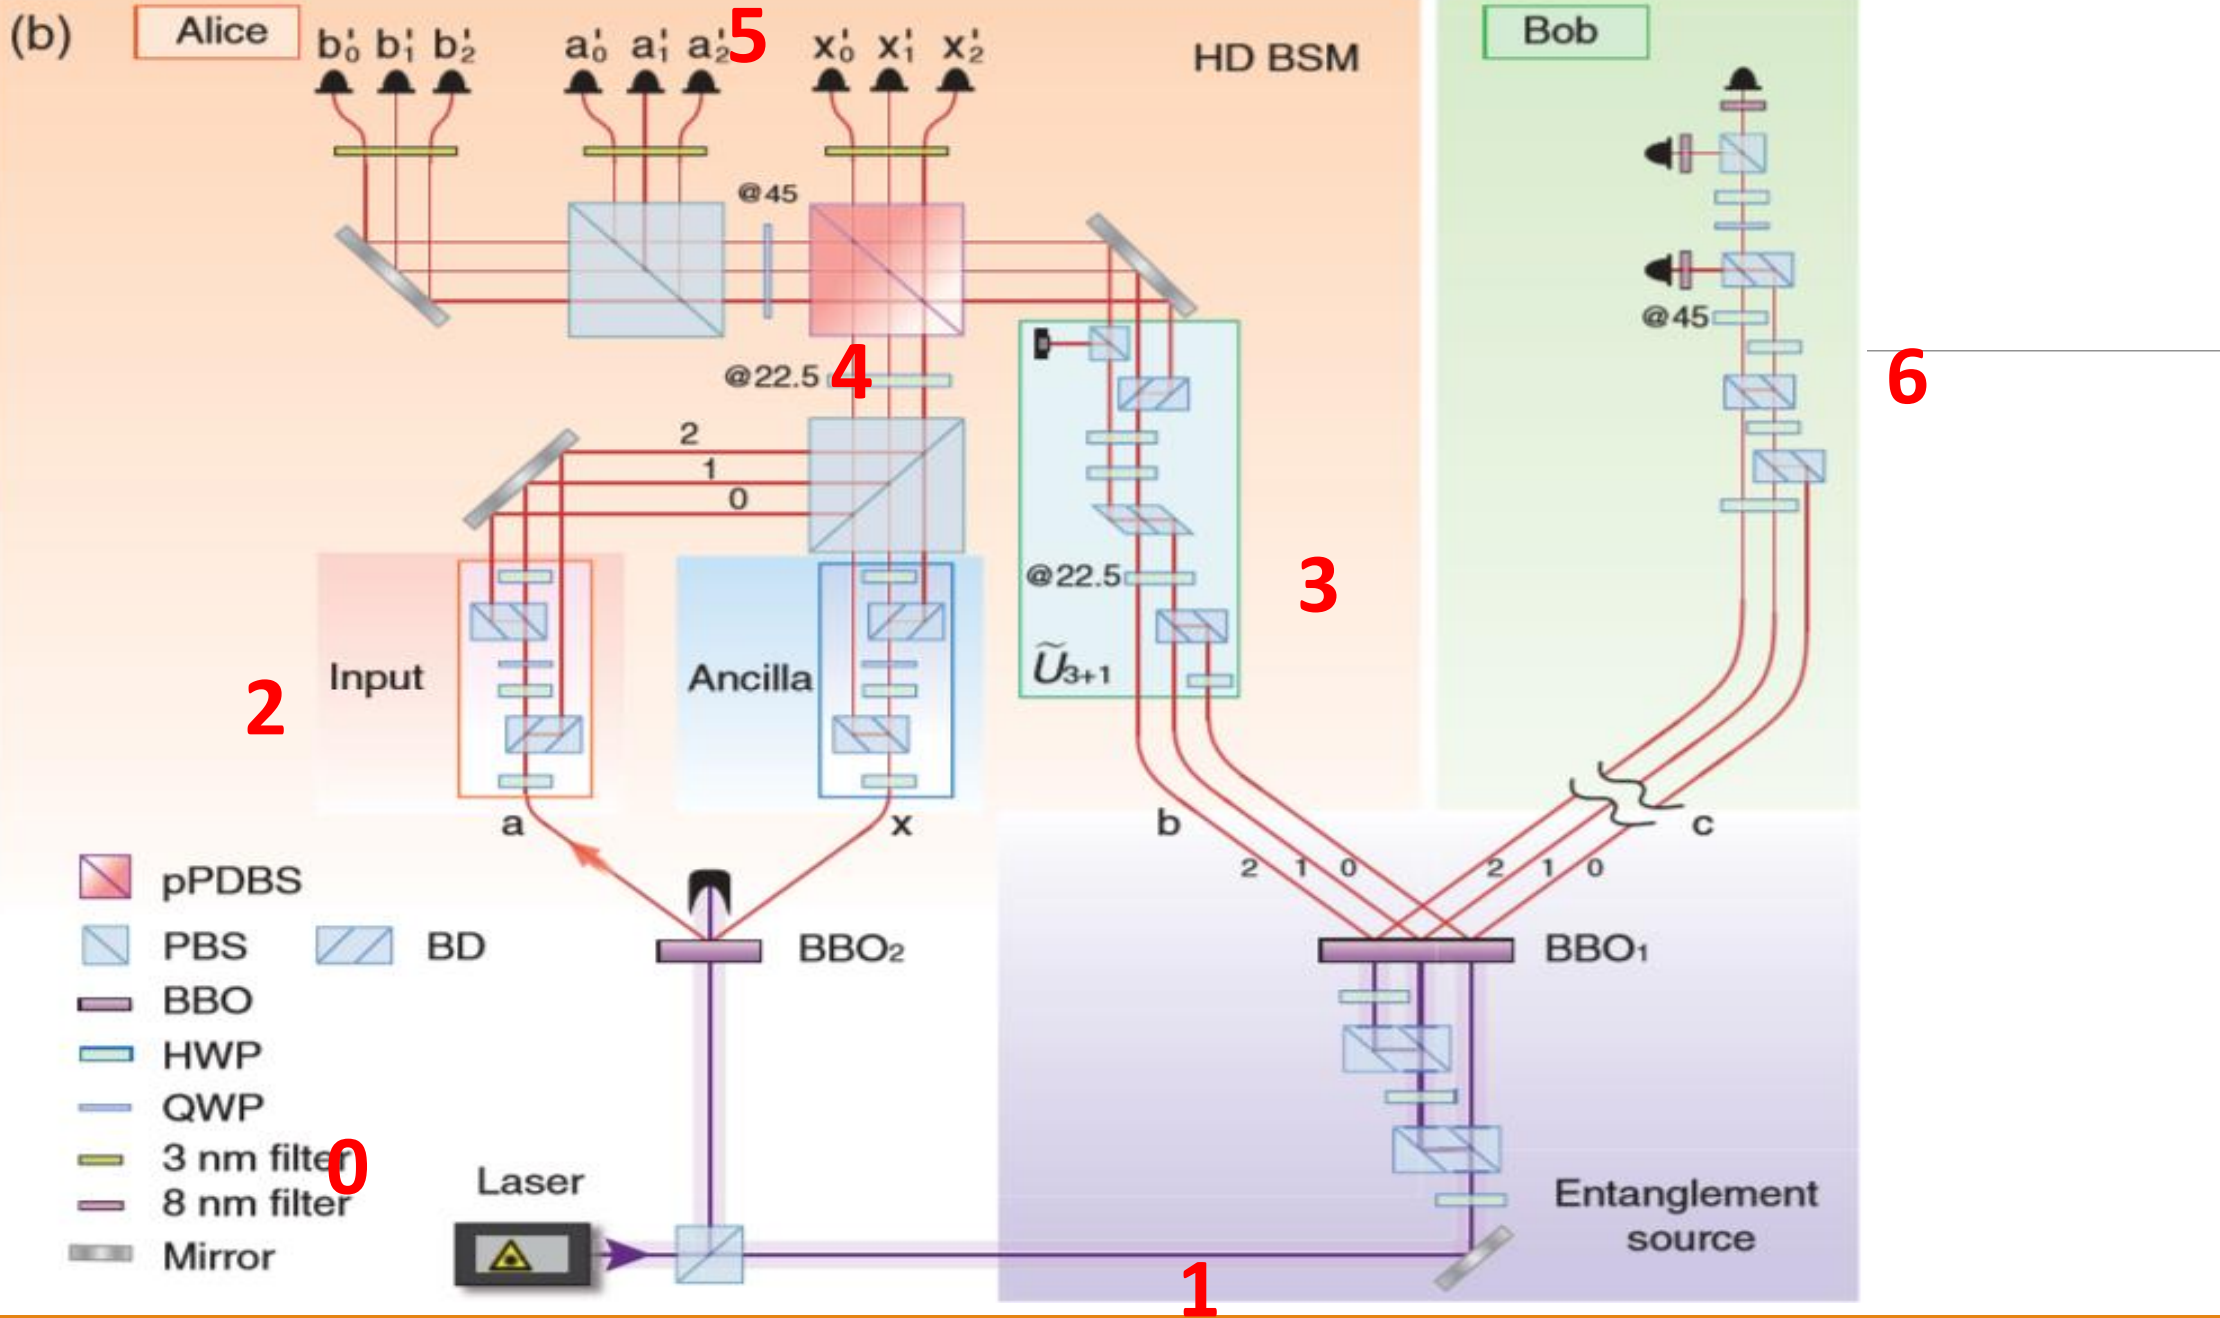 (b)
Alice
b'0 b'1 b'2
a'0 a'1 a'2
5
x'0 x'1 x'2
HD BSM
Bob
@45
@45
@22.5
4
6
2
1
0
@22.5
3
Ũ3+1
2
Input
Ancilla
a
x
b
c
2 1 0
2 1 0
pPDBS
PBS
BD
BBO
HWP
QWP
3 nm filter
0
8 nm filter
Mirror
BBO2
BBO1
Laser
Entanglement
source
1